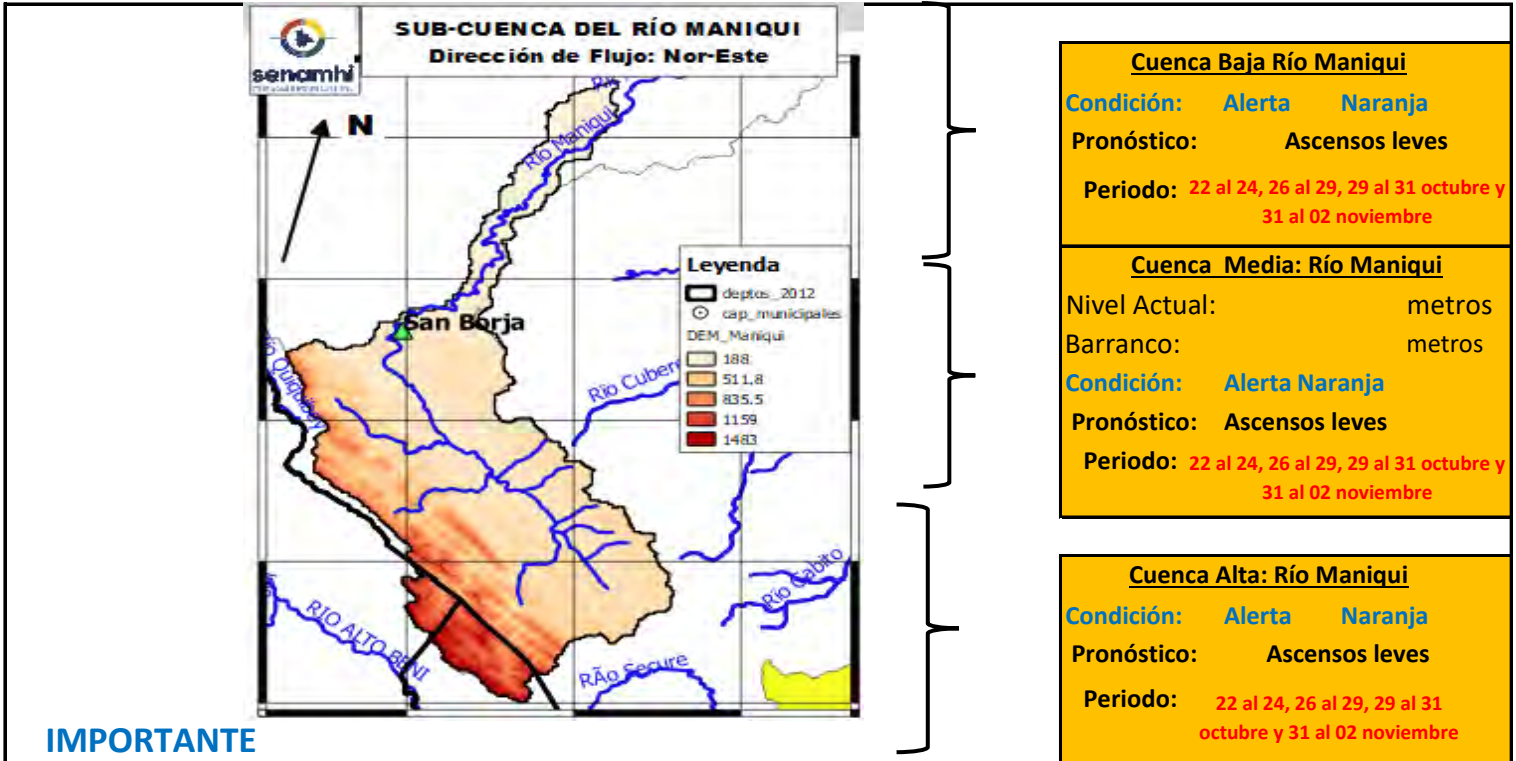 senamhi
SUB-CUENCA DEL RÍO MANIQUI
Dirección de Flujo: Nor-Este
N
Río Maniqui
San Borja
Río Cuber
RIO ALTO BENI
RÃo Secure
Leyenda
deptos_2012
cap_municipales
DEM_Maniqui
188
511,8
835.5
1159
1483
Cuenca Baja Río Maniqui
Condición: Alerta Naranja
Pronóstico: Ascensos leves
Periodo: 22 al 24, 26 al 29, 29 al 31 octubre y
31 al 02 noviembre
Cuenca Media: Río Maniqui
Nivel Actual: metros
Barranco: metros
Condición: Alerta Naranja
Pronóstico: Ascensos leves
Periodo: 22 al 24, 26 al 29, 29 al 31 octubre y
31 al 02 noviembre
Cuenca Alta: Río Maniqui
Condición: Alerta Naranja
Pronóstico: Ascensos leves
Periodo: 22 al 24, 26 al 29, 29 al 31
octubre y 31 al 02 noviembre
IMPORTANTE